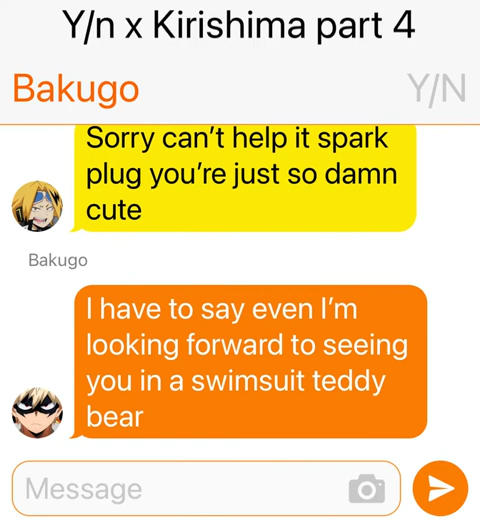 Y/n x Kirishima part 4
Bakugo
Y/N
Sorry can’t help it spark
plug you’re just so damn
cute
Bakugo
I have to say even I’m
looking forward to seeing
you in a swimsuit teddy
bear
Message